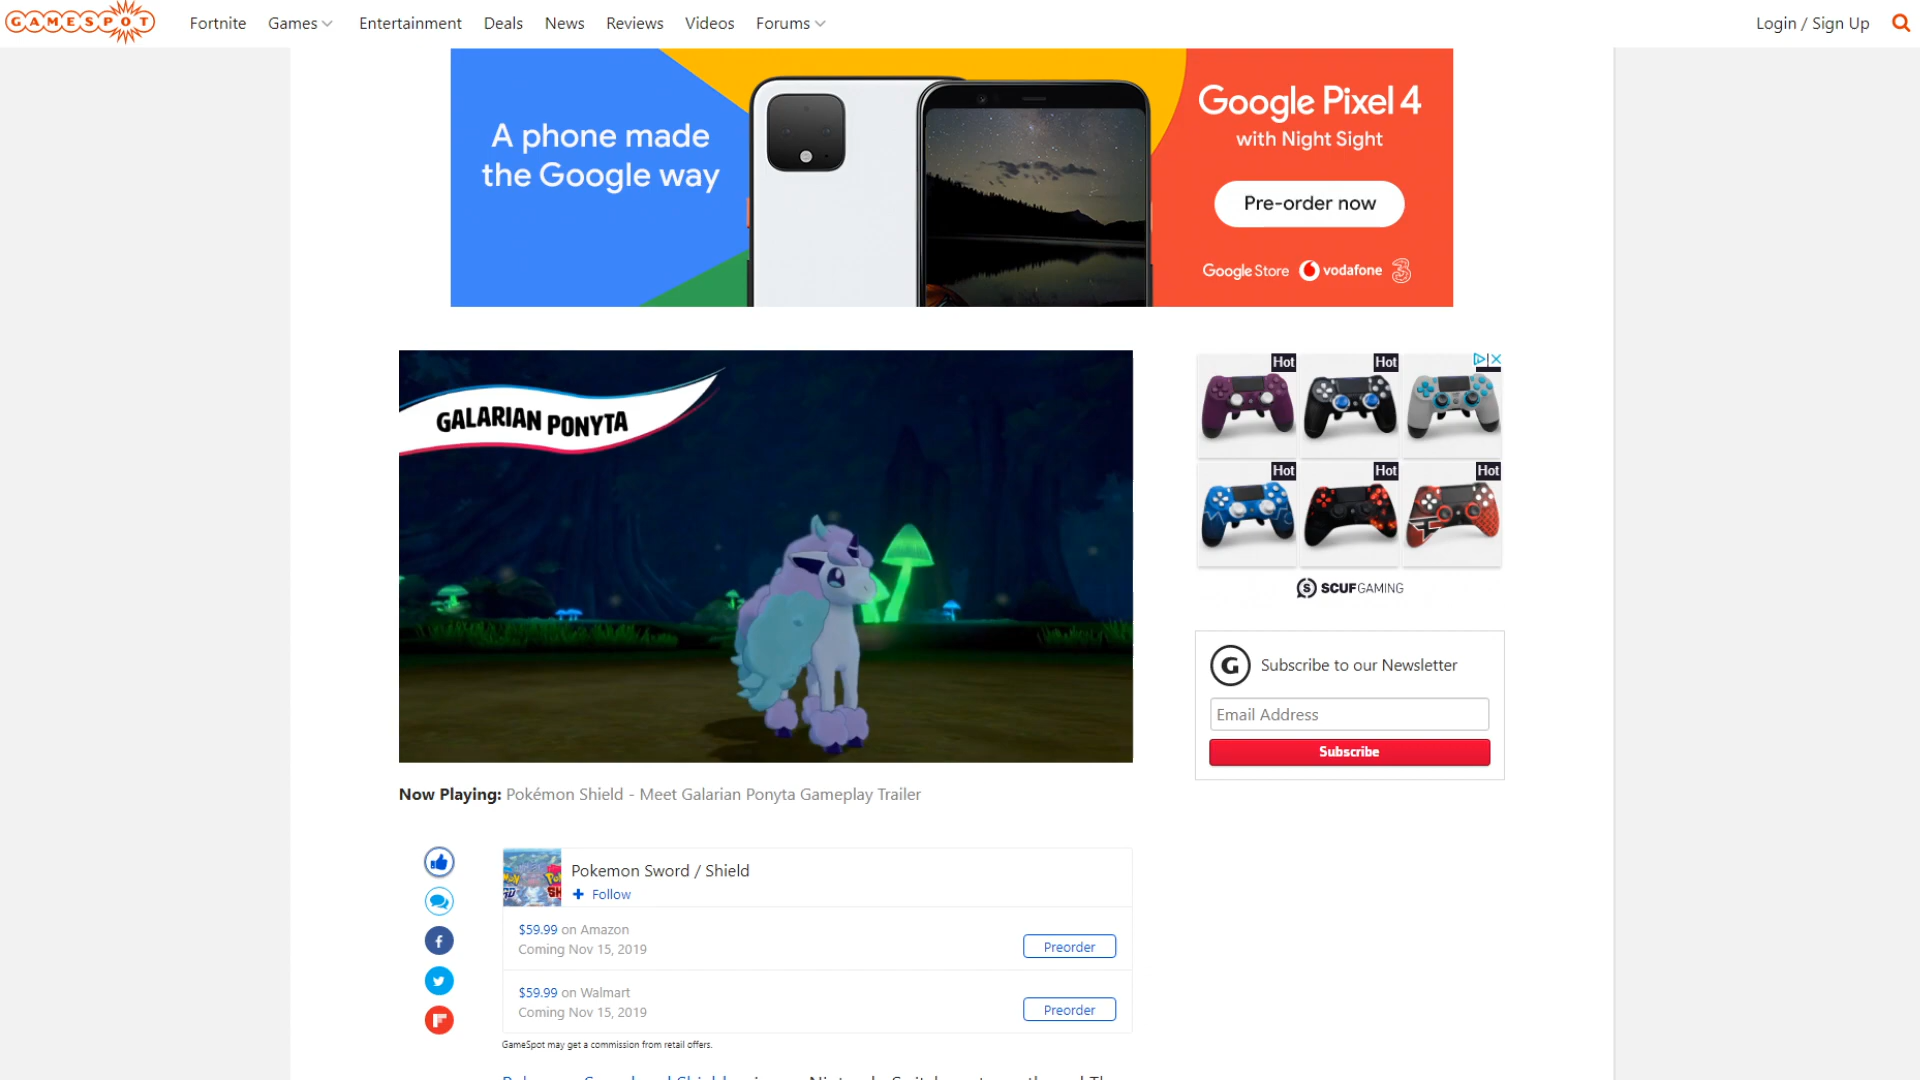 GAMESPOT
Fortnite Games Entertainment Deals News Reviews Videos Forums Login / Sign Up
A phone made
the Google way
Google Pixel 4
with Night Sight
Pre-order now
Google Store vodafone 3
GALARIAN PONYTA
Hot Hot
Hot Hot Hot
SCUFGAMING
G Subscribe to our Newsletter
Email Address
Subscribe
Now Playing: Pokémon Shield - Meet Galarian Ponyta Gameplay Trailer
Pokemon Sword / Shield
+ Follow
$59.99 on Amazon
Coming Nov 15, 2019
Preorder
$59.99 on Walmart
Coming Nov 15, 2019
Preorder
GameSpot may get a commission from retail offers.